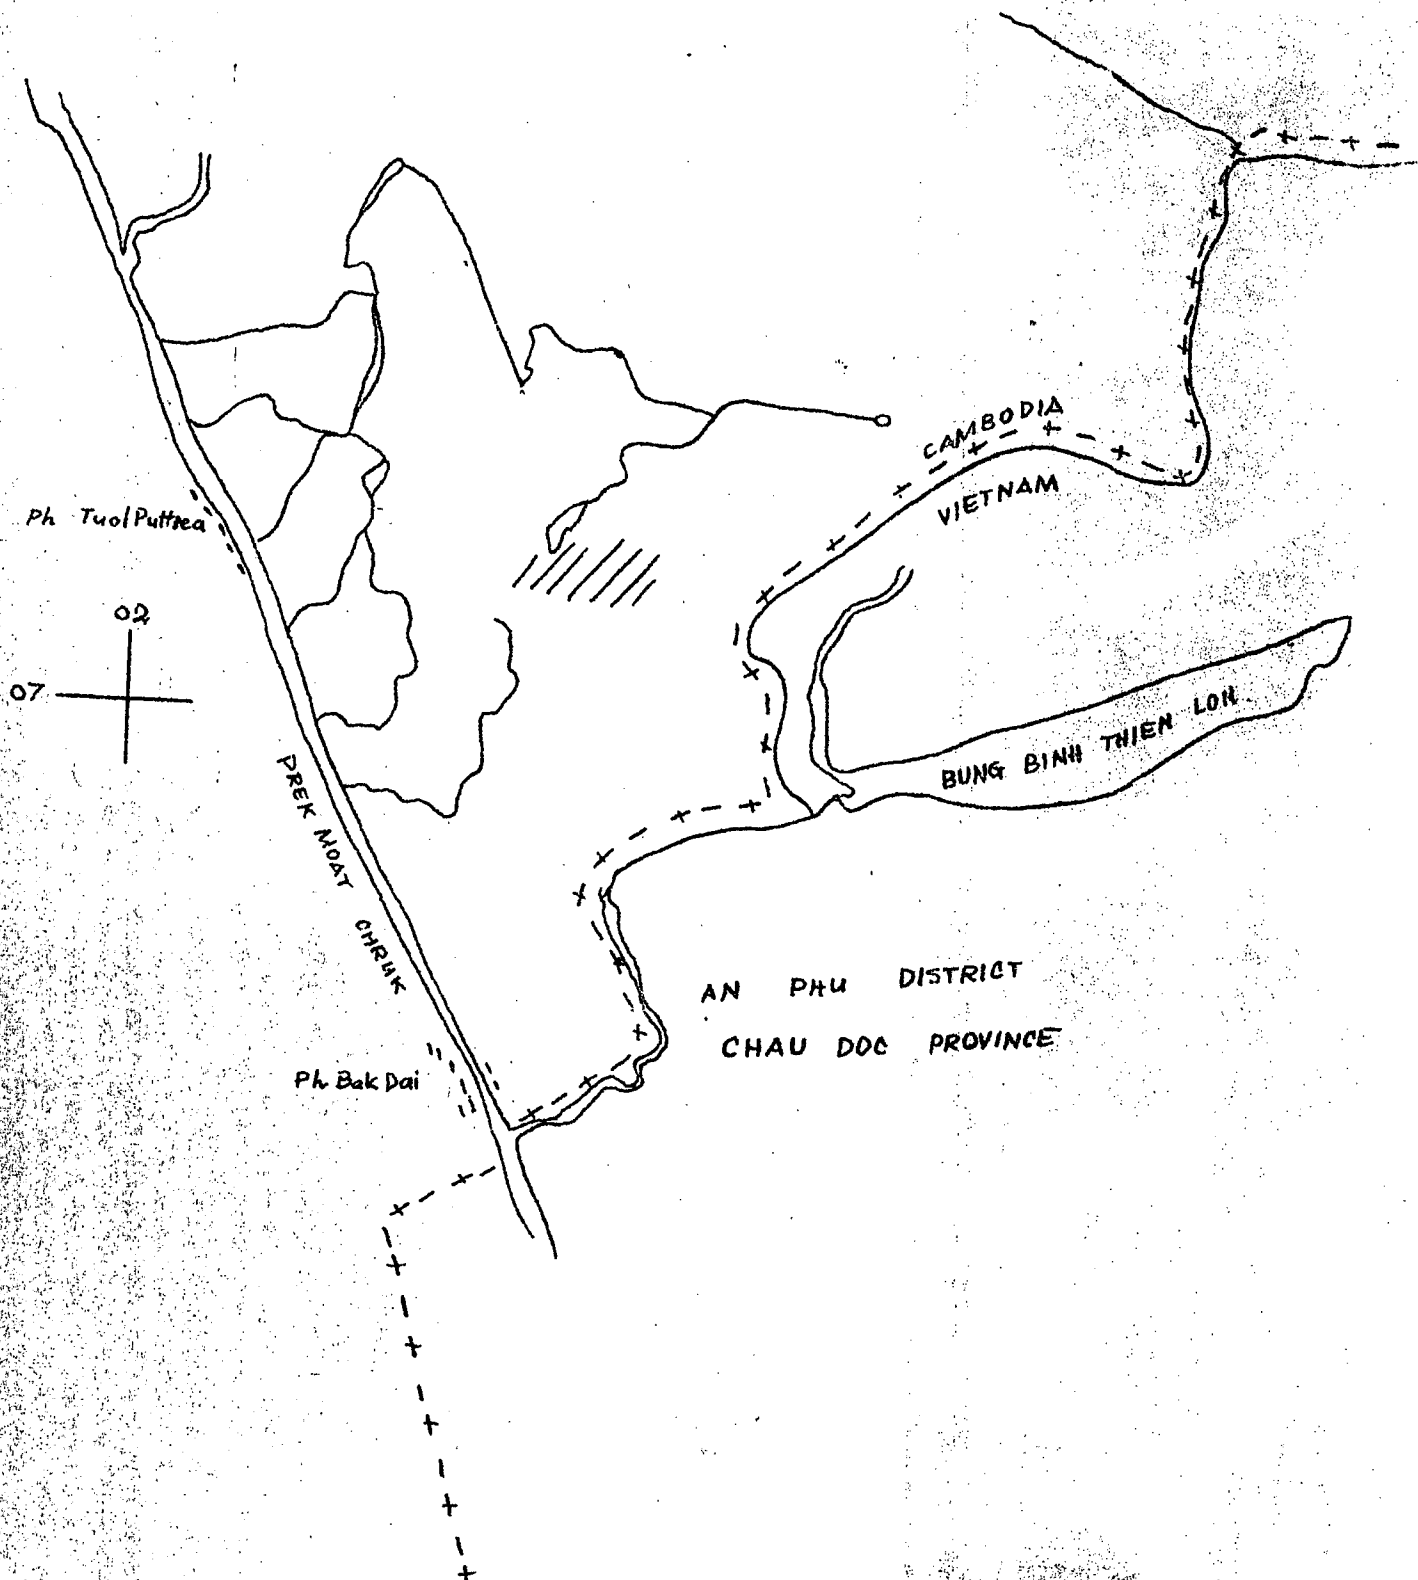 CAMBODIA
VIETNAM
Ph Tuol Puttrea
02
07
BUNG BINH THIEN LON
PREK MOAT CHRUK
AN PHU DISTRICT
CHAU DOC PROVINCE
Ph Bak Dai